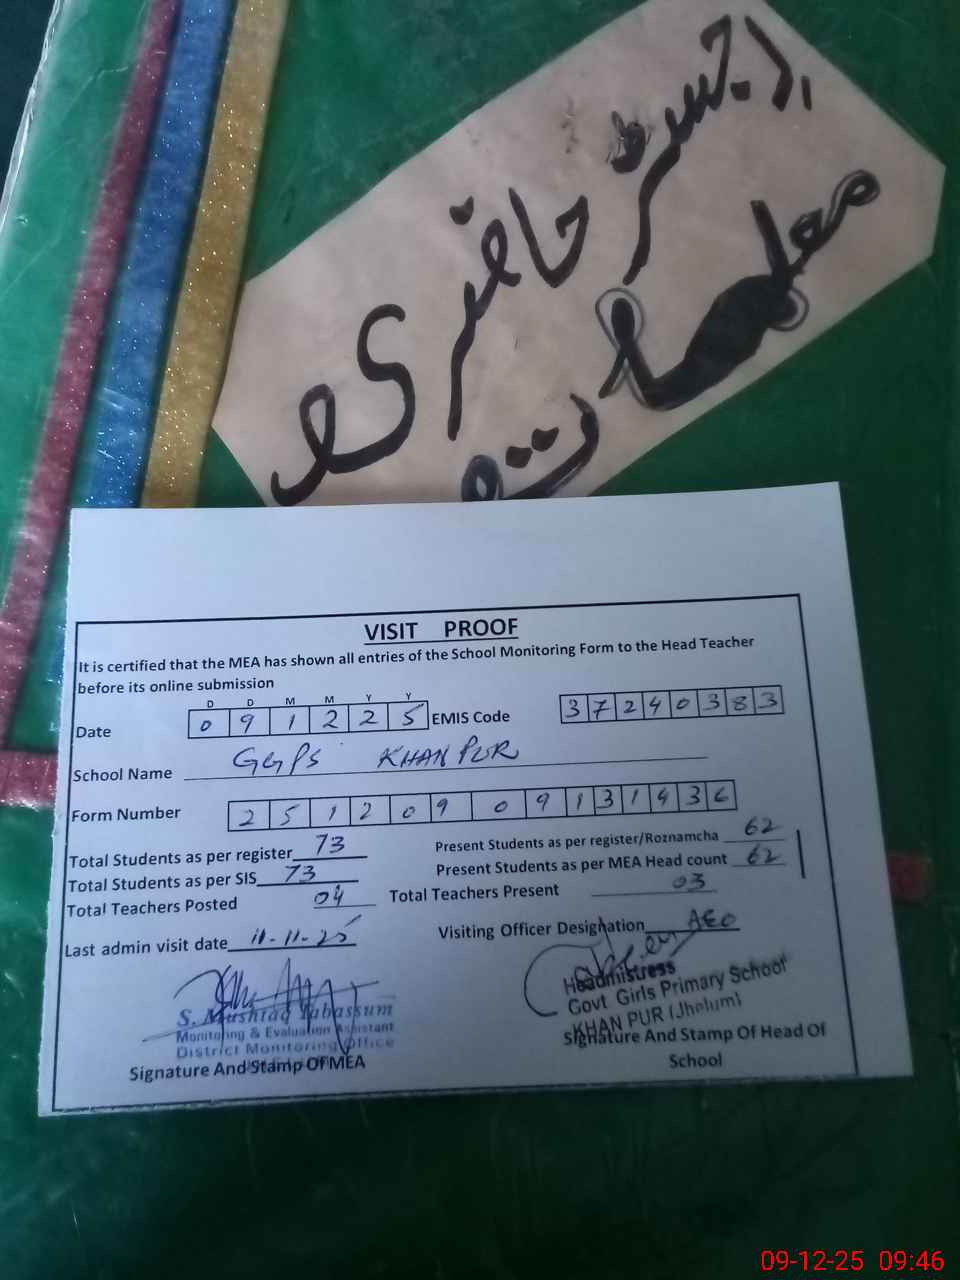 رجسٹر حاضری
معلمات
VISIT PROOF
It is certified that the MEA has shown all entries of the School Monitoring Form to the Head Teacher
before its online submission
D D M M Y Y
Date 0 9 1 2 2 5 EMIS Code 3 7 2 4 0 3 8 3
School Name GGPS KHANPUR
Form Number 2 5 1 2 0 9 0 9 1 3 1 4 3 6
Total Students as per register 73 Present Students as per register/Roznamcha 62
Total Students as per SIS 73 Present Students as per MEA Head count 62
Total Teachers Posted 04 Total Teachers Present 03
Last admin visit date 11-11-25 Visiting Officer Designation AEO
S. Mushtaq Tabassum
Monitoring & Evaluation Assistant
District Monitoring Office
Signature And Stamp Of MEA
Headmistress
Govt Girls Primary School
KHAN PUR (Jhelum)
Signature And Stamp Of Head Of
School
09-12-25 09:46